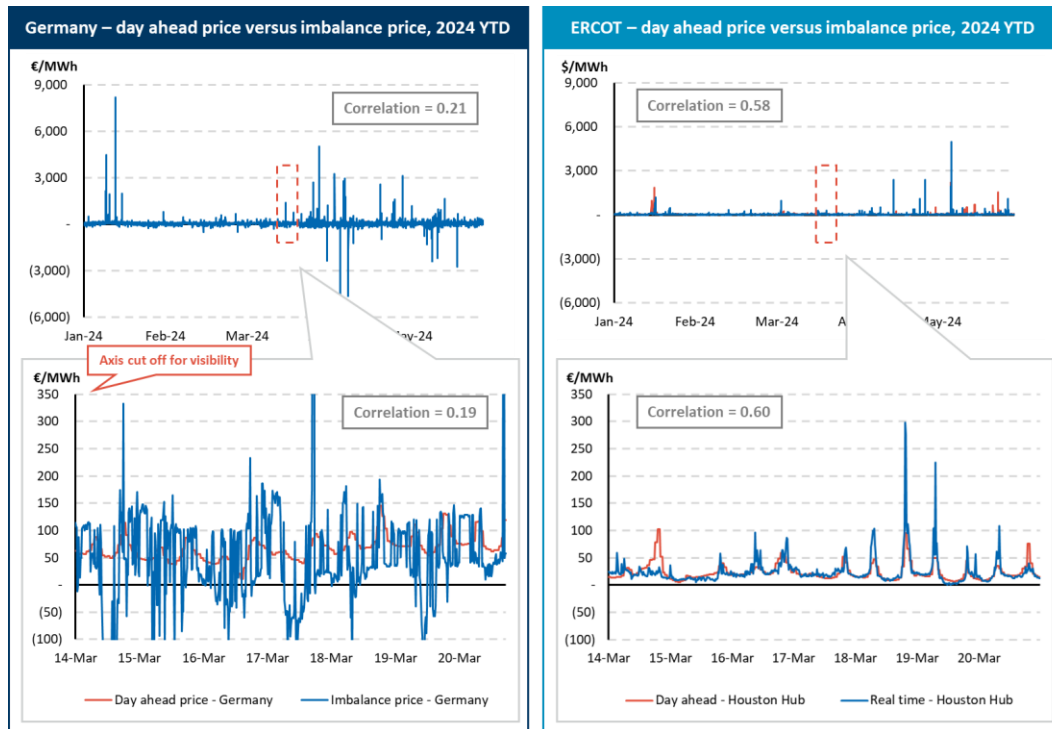 Germany – day ahead price versus imbalance price, 2024 YTD
€/MWh
9,000
6,000
3,000
-
(3,000)
(6,000)
Correlation = 0.21
Jan-24 Feb-24 Mar-24 ay-24
Axis cut off for visibility
€/MWh
350
300
250
200
150
100
50
-
(50)
(100)
Correlation = 0.19
14-Mar 15-Mar 16-Mar 17-Mar 18-Mar 19-Mar 20-Mar
Day ahead price - Germany Imbalance price - Germany
ERCOT – day ahead price versus imbalance price, 2024 YTD
$/MWh
9,000
6,000
3,000
-
(3,000)
(6,000)
Correlation = 0.58
Jan-24 Feb-24 Mar-24 A ay-24
€/MWh
350
300
250
200
150
100
50
-
(50)
(100)
Correlation = 0.60
14-Mar 15-Mar 16-Mar 17-Mar 18-Mar 19-Mar 20-Mar
Day ahead - Houston Hub Real time - Houston Hub